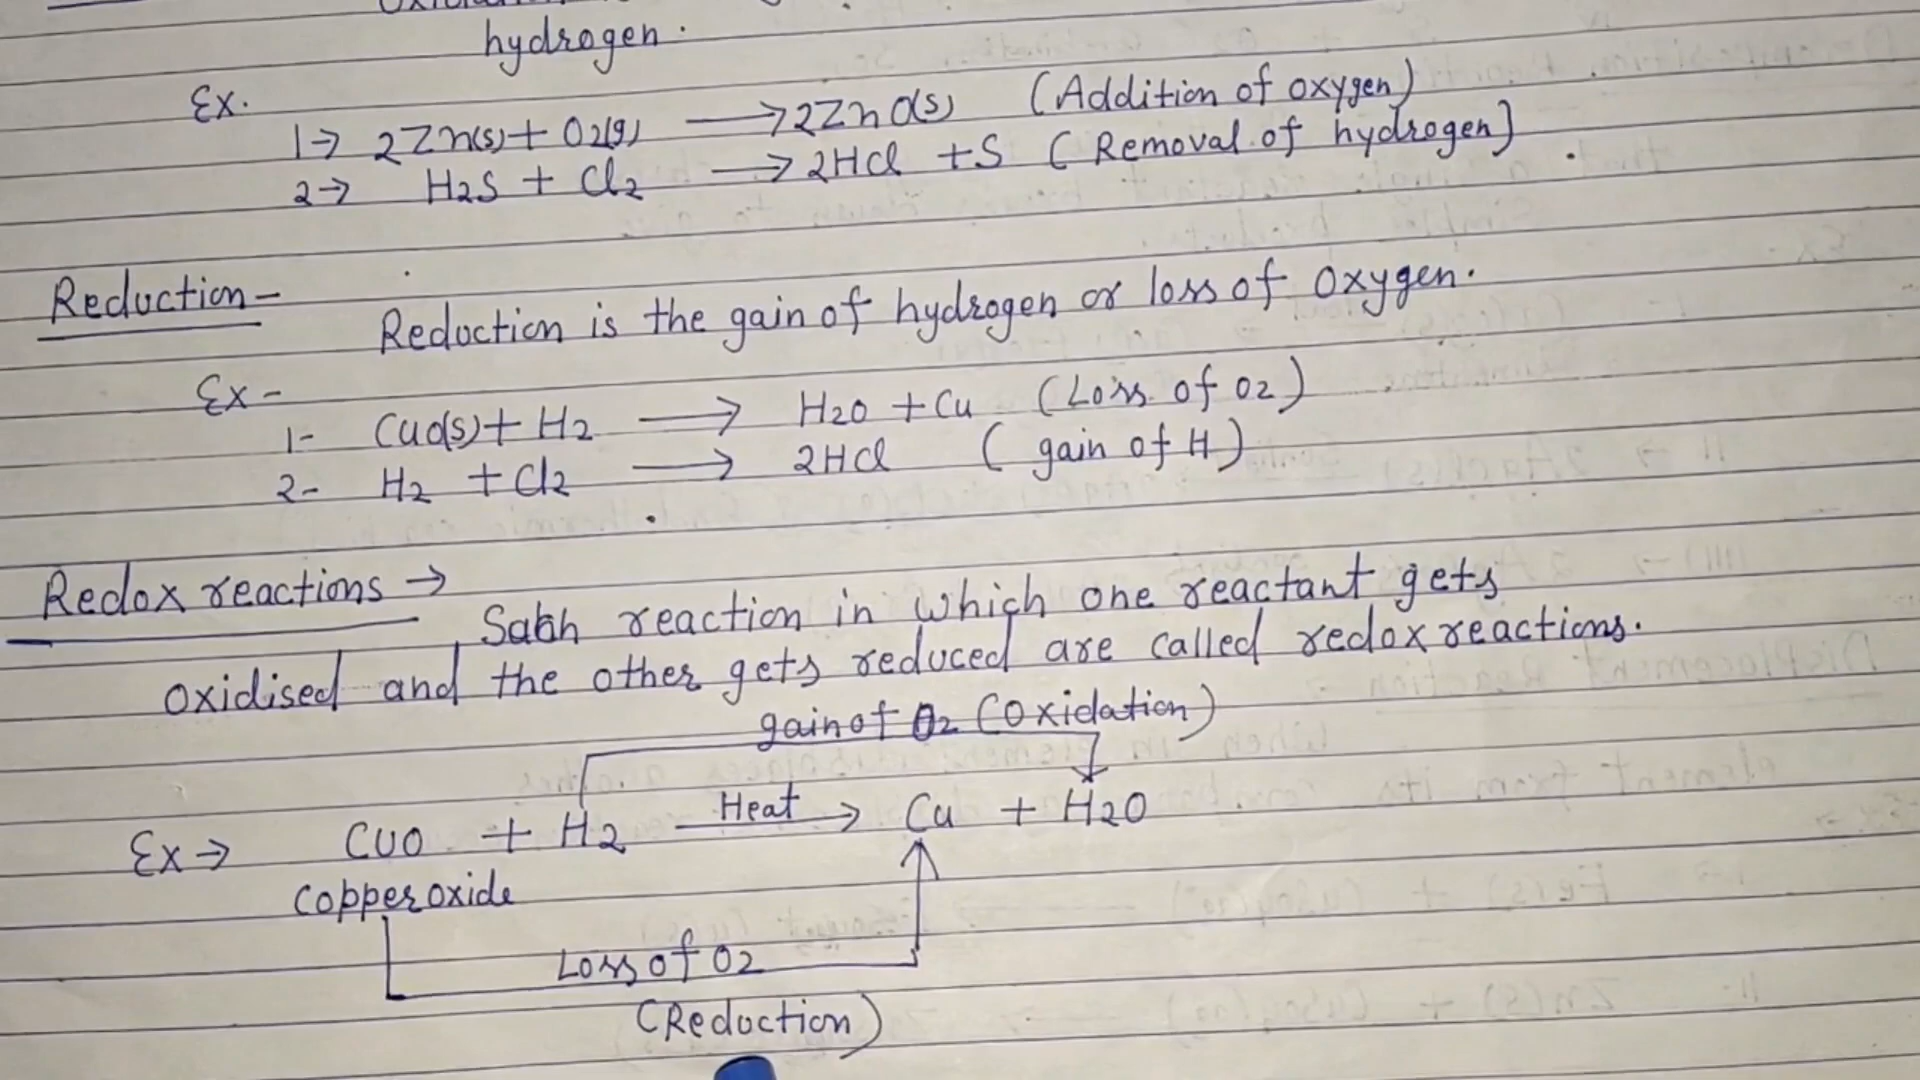 hydrogen.
Ex.
1→ 2Zn(s) + O2(g) → 2ZnO(s) (Addition of oxygen)
2→ H2S + Cl2 → 2HCl + S (Removal of hydrogen)
Reduction -
Reduction is the gain of hydrogen or loss of oxygen.
Ex -
1- CuO(s) + H2 → H2O + Cu (Loss of O2)
2- H2 + Cl2 → 2HCl (gain of H)
Redox reactions →
reaction in which one reactant gets
oxidised and the other gets reduced are called redox reactions.
gain of O2 (Oxidation)
Ex → CuO + H2 Heat → Cu + H2O
Copper oxide
Loss of O2
(Reduction)